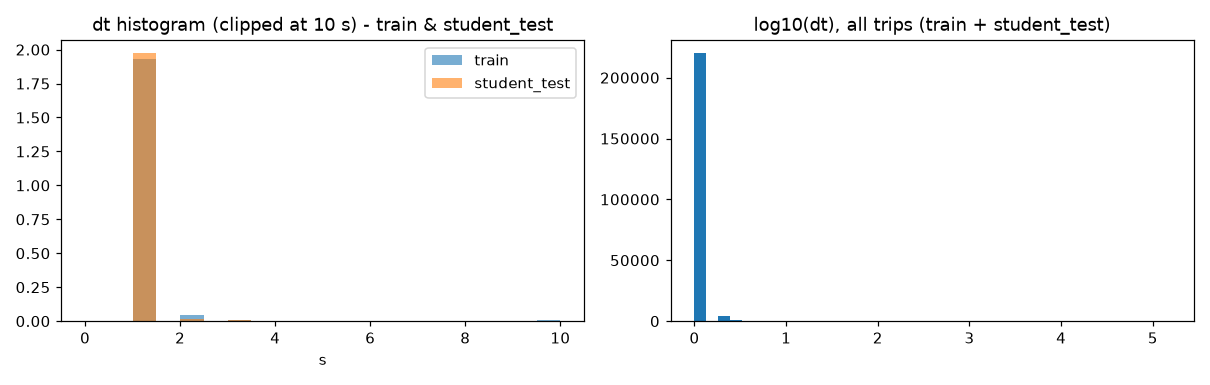 dt histogram (clipped at 10 s) - train & student_test
2.00
1.75
1.50
1.25
1.00
0.75
0.50
0.25
0.00
0 2 4 6 8 10
s
train
student_test
log10(dt), all trips (train + student_test)
200000
150000
100000
50000
0
0 1 2 3 4 5